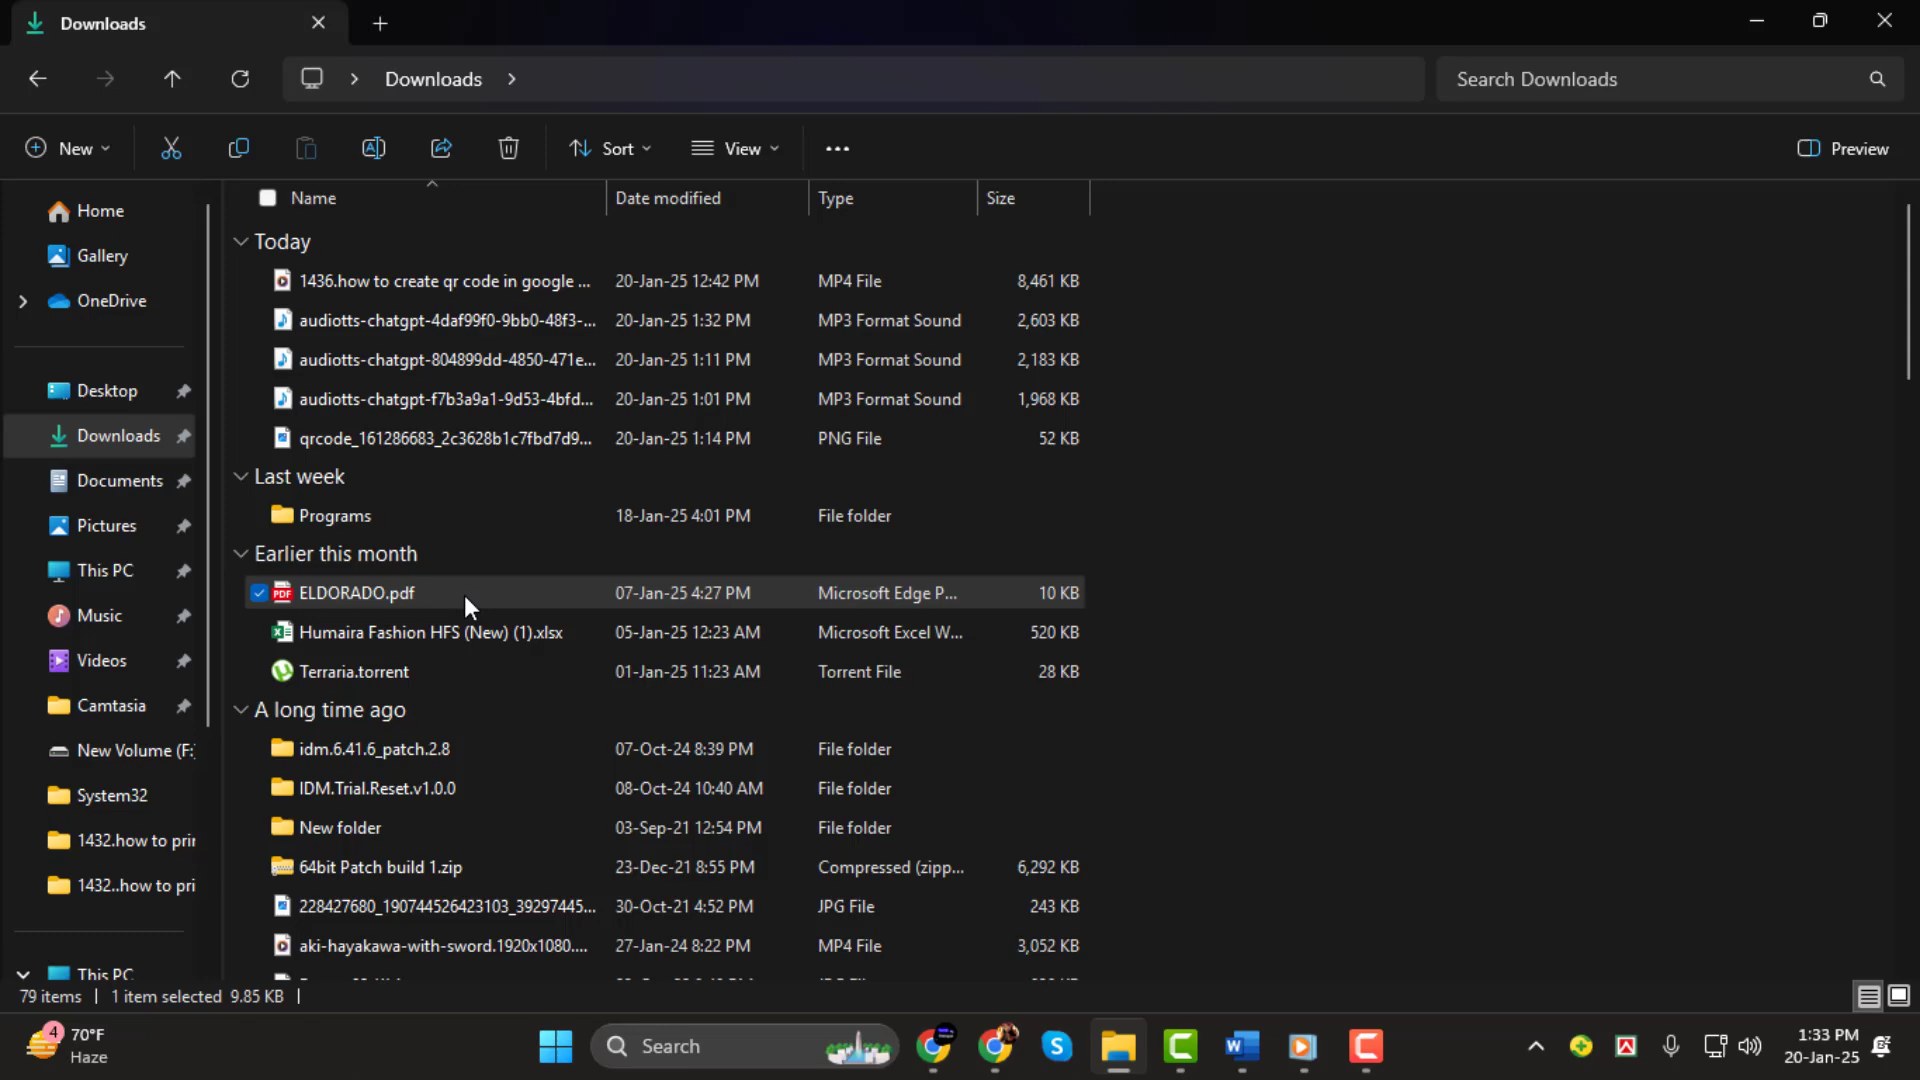 Downloads
Downloads
Search Downloads
New
Sort
View
Preview
Home
Gallery
OneDrive
Desktop
Downloads
Documents
Pictures
This PC
Music
Videos
Camtasia
New Volume (F:
System32
1432.how to prin
1432..how to pri
This PC
Name Date modified Type Size
Today
1436.how to create qr code in google ... 20-Jan-25 12:42 PM MP4 File 8,461 KB
audiotts-chatgpt-4daf99f0-9bb0-48f3-... 20-Jan-25 1:32 PM MP3 Format Sound 2,603 KB
audiotts-chatgpt-804899dd-4850-471e... 20-Jan-25 1:11 PM MP3 Format Sound 2,183 KB
audiotts-chatgpt-f7b3a9a1-9d53-4bfd... 20-Jan-25 1:01 PM MP3 Format Sound 1,968 KB
qrcode_161286683_2c3628b1c7fbd7d9... 20-Jan-25 1:14 PM PNG File 52 KB
Last week
Programs 18-Jan-25 4:01 PM File folder
Earlier this month
PDF ELDORADO.pdf 07-Jan-25 4:27 PM Microsoft Edge P... 10 KB
Humaira Fashion HFS (New) (1).xlsx 05-Jan-25 12:23 AM Microsoft Excel W... 520 KB
Terraria.torrent 01-Jan-25 11:23 AM Torrent File 28 KB
A long time ago
idm.6.41.6_patch.2.8 07-Oct-24 8:39 PM File folder
IDM.Trial.Reset.v1.0.0 08-Oct-24 10:40 AM File folder
New folder 03-Sep-21 12:54 PM File folder
64bit Patch build 1.zip 23-Dec-21 8:55 PM Compressed (zipp... 6,292 KB
228427680_190744526423103_39297445... 30-Oct-21 4:52 PM JPG File 243 KB
aki-hayakawa-with-sword.1920x1080.... 27-Jan-24 8:22 PM MP4 File 3,052 KB
79 items | 1 item selected 9.85 KB |
4 70°F
Haze
Search
1:33 PM
20-Jan-25